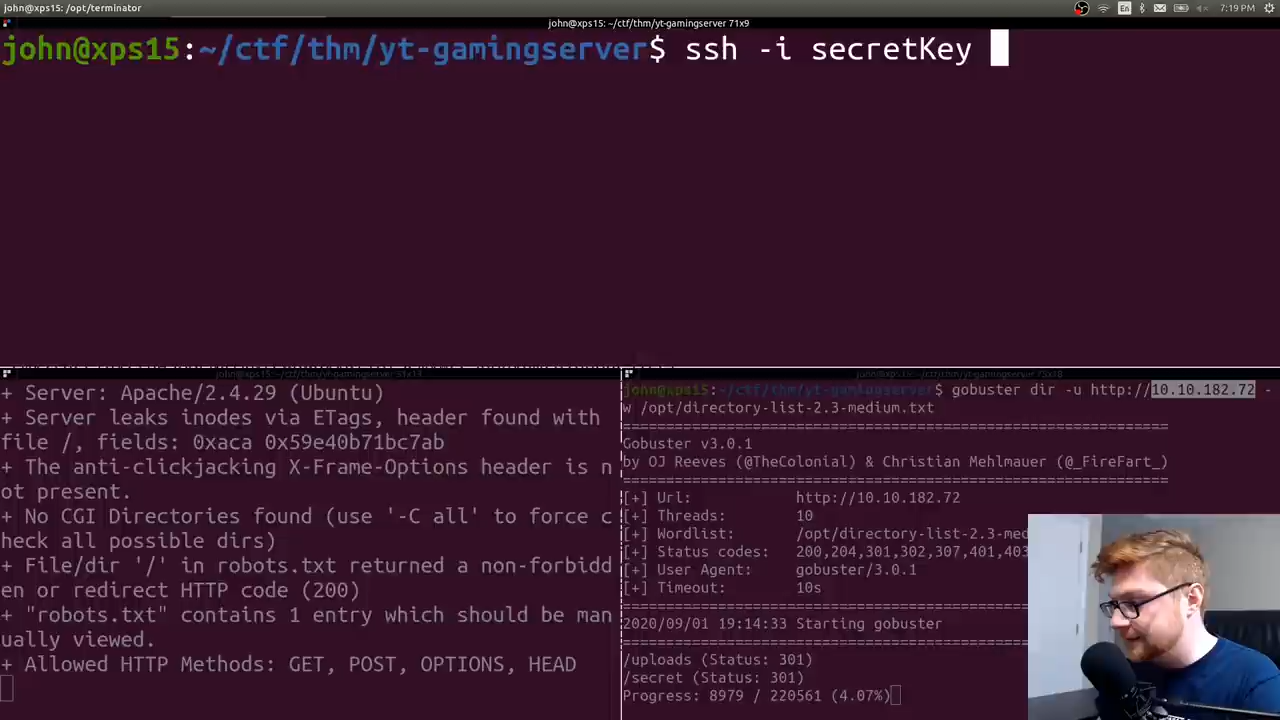 john@xps15: /opt/terminator
En
7:19 PM
john@xps15: ~/ctf/thm/yt-gamingserver 71x9
john@xps15:~/ctf/thm/yt-gamingserver$ ssh -i secretKey
+ Server: Apache/2.4.29 (Ubuntu)
+ Server leaks inodes via ETags, header found with
file /, fields: 0xaca 0x59e40b71bc7ab
+ The anti-clickjacking X-Frame-Options header is n
ot present.
+ No CGI Directories found (use '-C all' to force c
heck all possible dirs)
+ File/dir '/' in robots.txt returned a non-forbidd
en or redirect HTTP code (200)
+ "robots.txt" contains 1 entry which should be man
ually viewed.
+ Allowed HTTP Methods: GET, POST, OPTIONS, HEAD
john@xps15:~/ctf/thm/yt-gamingserver$ gobuster dir -u http://10.10.182.72 -
w /opt/directory-list-2.3-medium.txt
===============================================================
Gobuster v3.0.1
by OJ Reeves (@TheColonial) & Christian Mehlmauer (@_FireFart_)
===============================================================
[+] Url: http://10.10.182.72
[+] Threads: 10
[+] Wordlist: /opt/directory-list-2.3-med
[+] Status codes: 200,204,301,302,307,401,403
[+] User Agent: gobuster/3.0.1
[+] Timeout: 10s
===============================================================
2020/09/01 19:14:33 Starting gobuster
===============================================================
/uploads (Status: 301)
/secret (Status: 301)
Progress: 8979 / 220561 (4.07%)